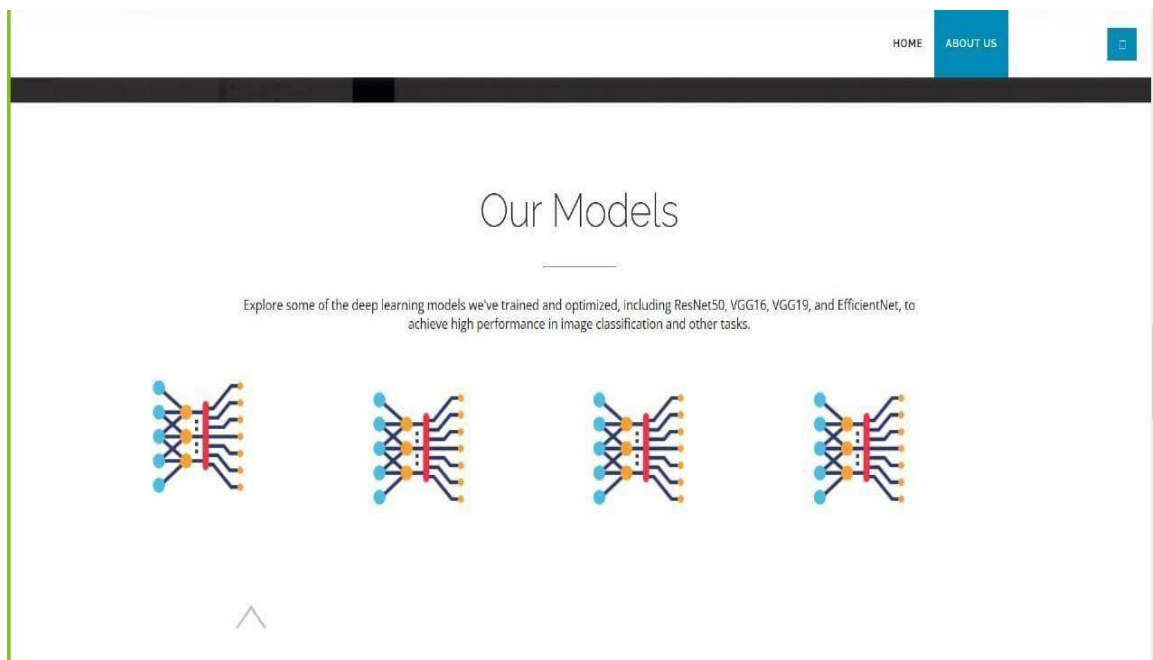 HOME ABOUT US
Our Models
Explore some of the deep learning models we've trained and optimized, including ResNet50, VGG16, VGG19, and EfficientNet, to
achieve high performance in image classification and other tasks.